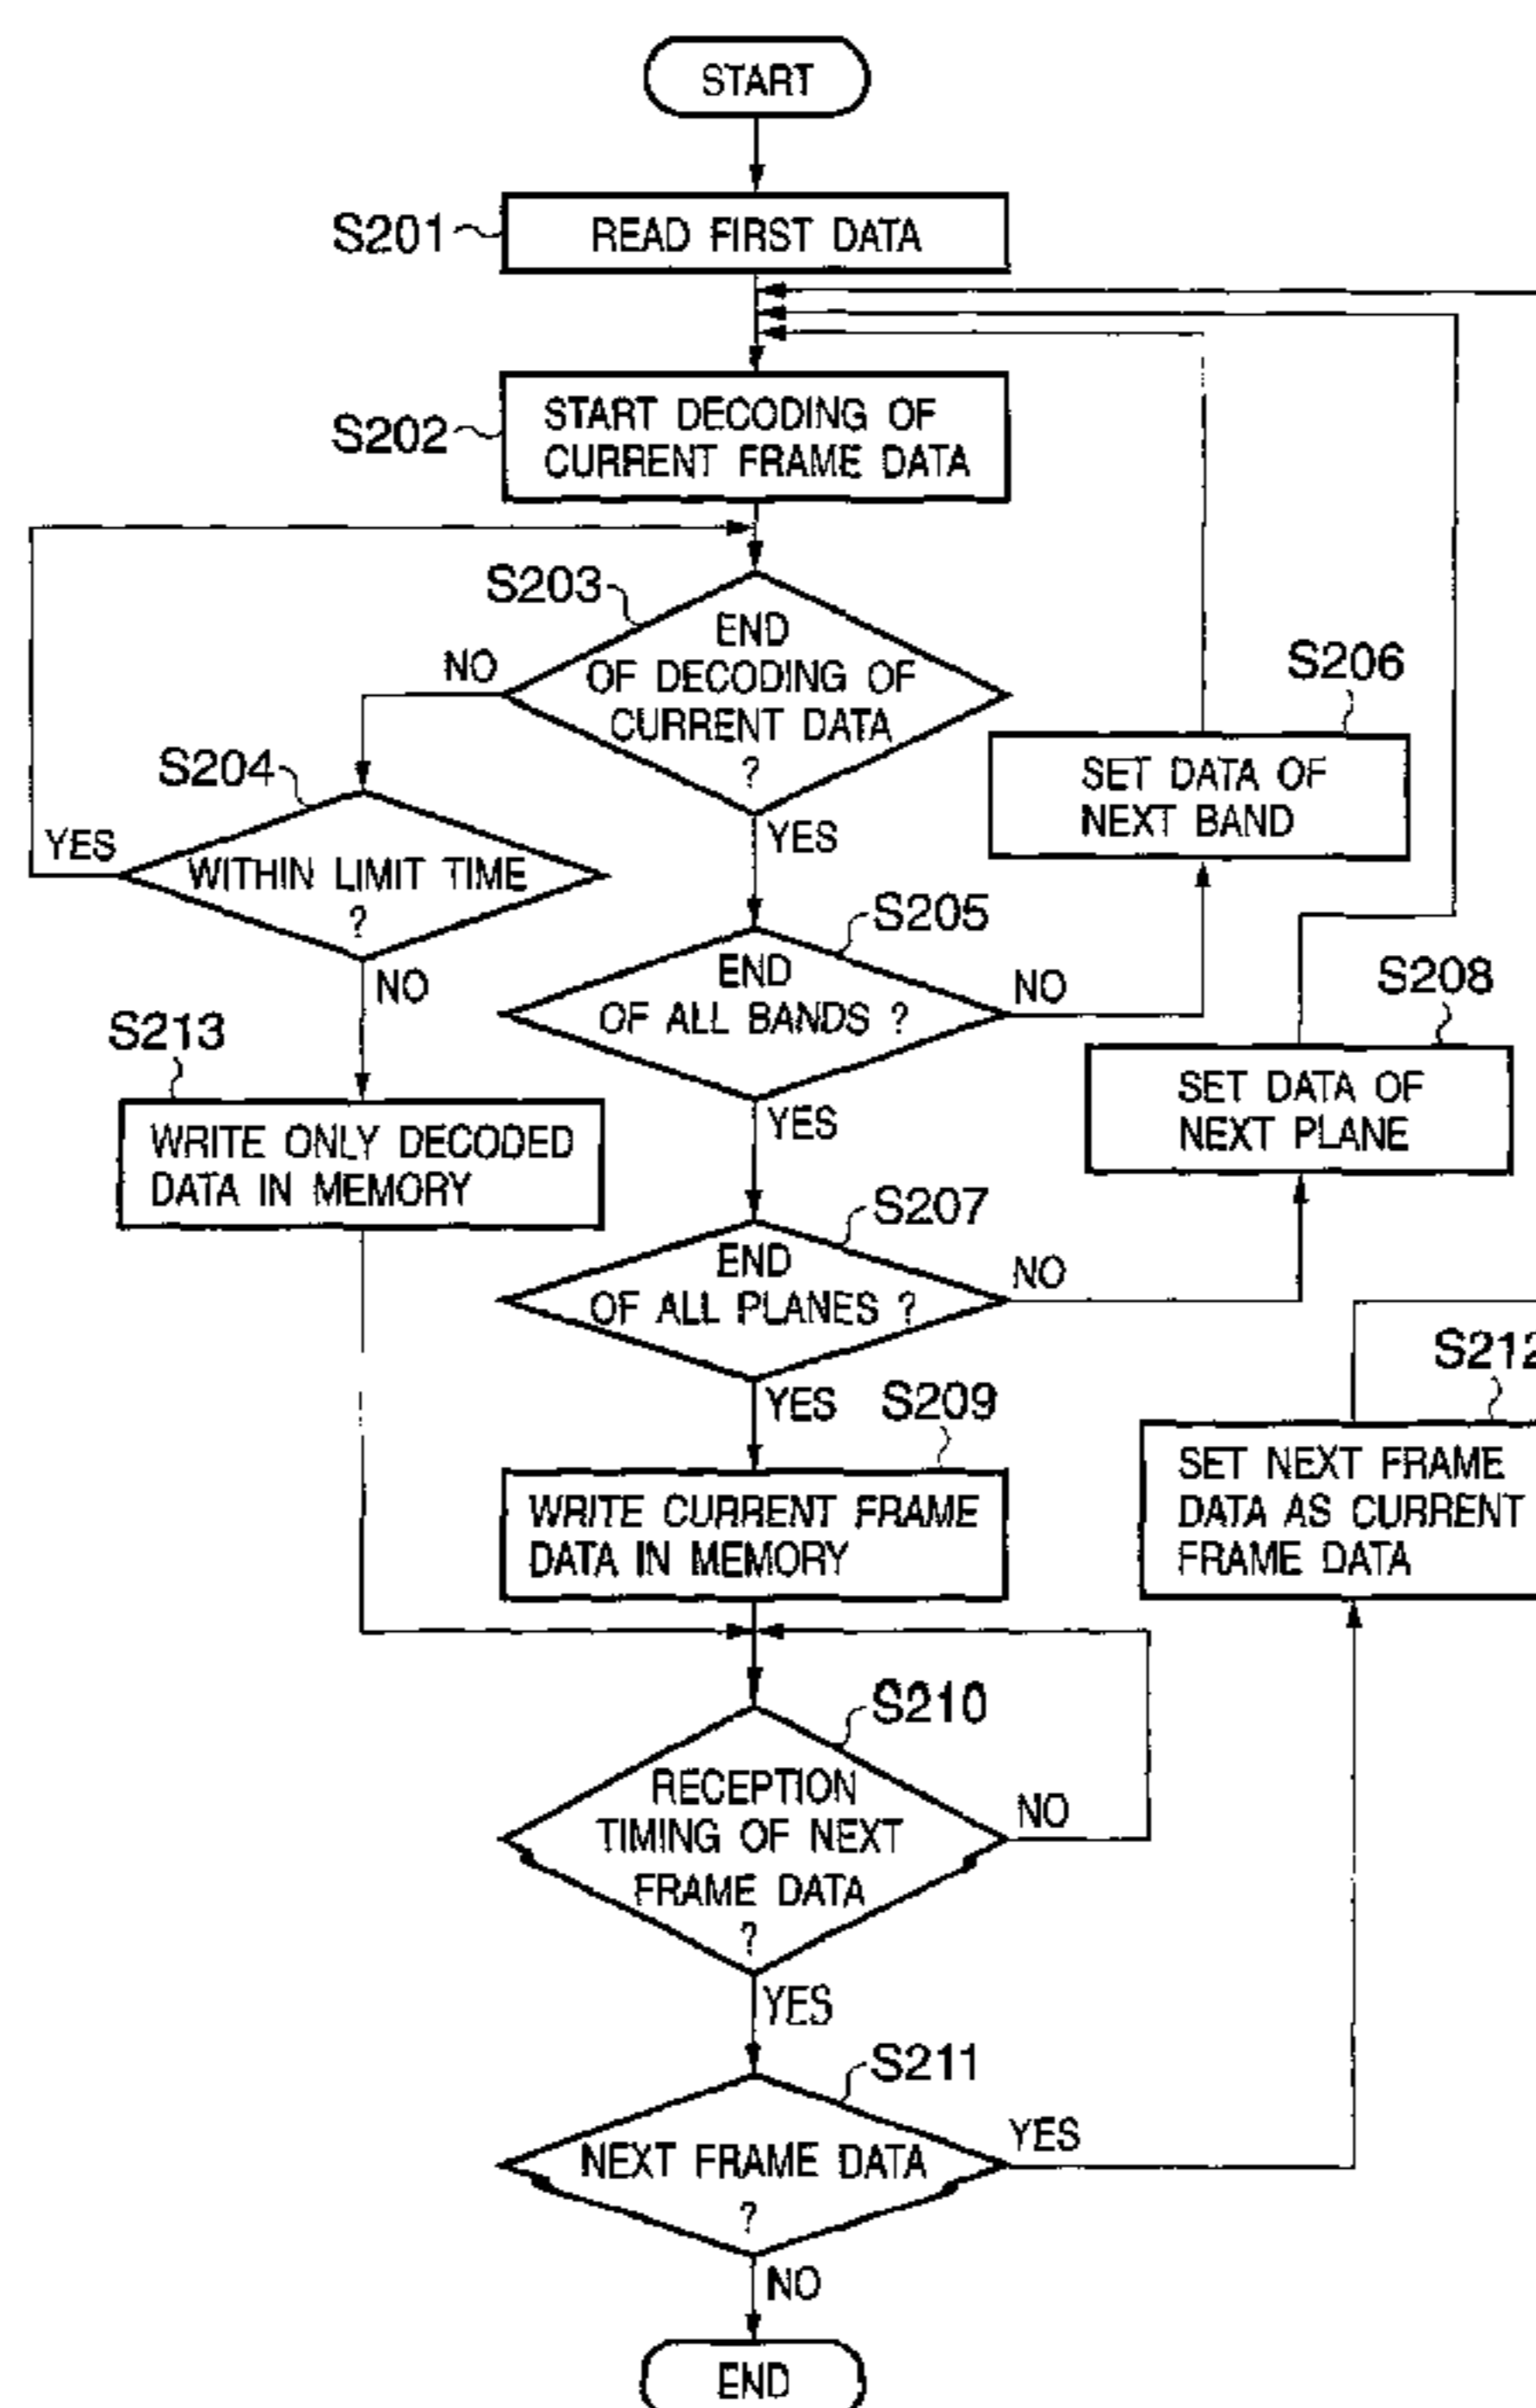 START
S201
READ FIRST DATA
S202
START DECODING OF
CURRENT FRAME DATA
S203
END
OF DECODING OF
CURRENT DATA
?
NO
YES
S204
WITHIN LIMIT TIME
?
YES
NO
S206
SET DATA OF
NEXT BAND
S205
END
OF ALL BANDS ?
NO
YES
S213
WRITE ONLY DECODED
DATA IN MEMORY
S208
SET DATA OF
NEXT PLANE
S207
END
OF ALL PLANES ?
NO
YES
S209
WRITE CURRENT FRAME
DATA IN MEMORY
S212
SET NEXT FRAME
DATA AS CURRENT
FRAME DATA
S210
RECEPTION
TIMING OF NEXT
FRAME DATA
?
NO
YES
S211
NEXT FRAME DATA
?
YES
NO
END